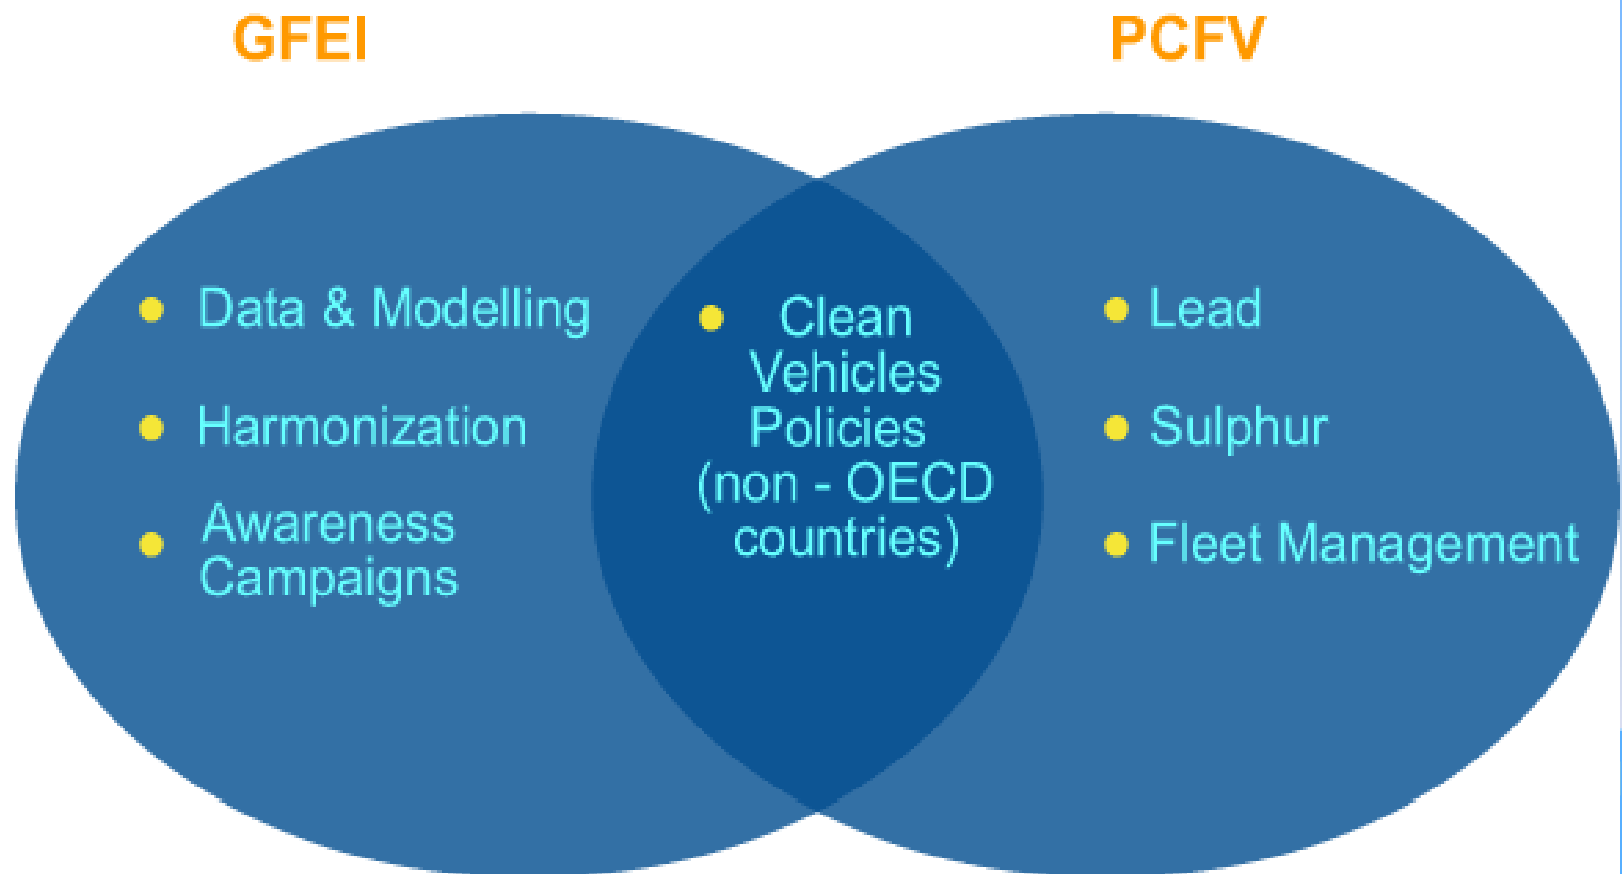 GFEI
PCFV
Data & Modelling
Harmonization
Awareness
Campaigns
Clean
Vehicles
Policies
(non - OECD
countries)
Lead
Sulphur
Fleet Management